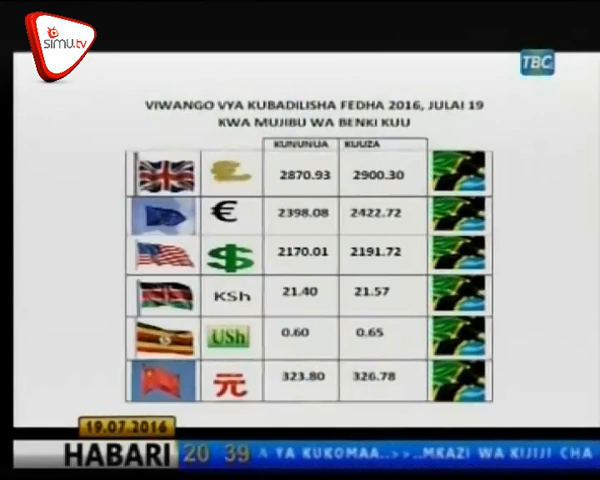 SIMU.tv
TBC
VIWANGO VYA KUBADILISHA FEDHA 2016, JULAI 19
KWA MUJIBU WA BENKI KUU
KUNUNUA KUUZA
£ 2870.93 2900.30
€ 2398.08 2422.72
$ 2170.01 2191.72
KSh 21.40 21.57
USh 0.60 0.65
元 323.80 326.78
19.07.2016
HABARI 20 39 A YA KUKOMAA..>>..MKAZI WA KIJIJI CHA